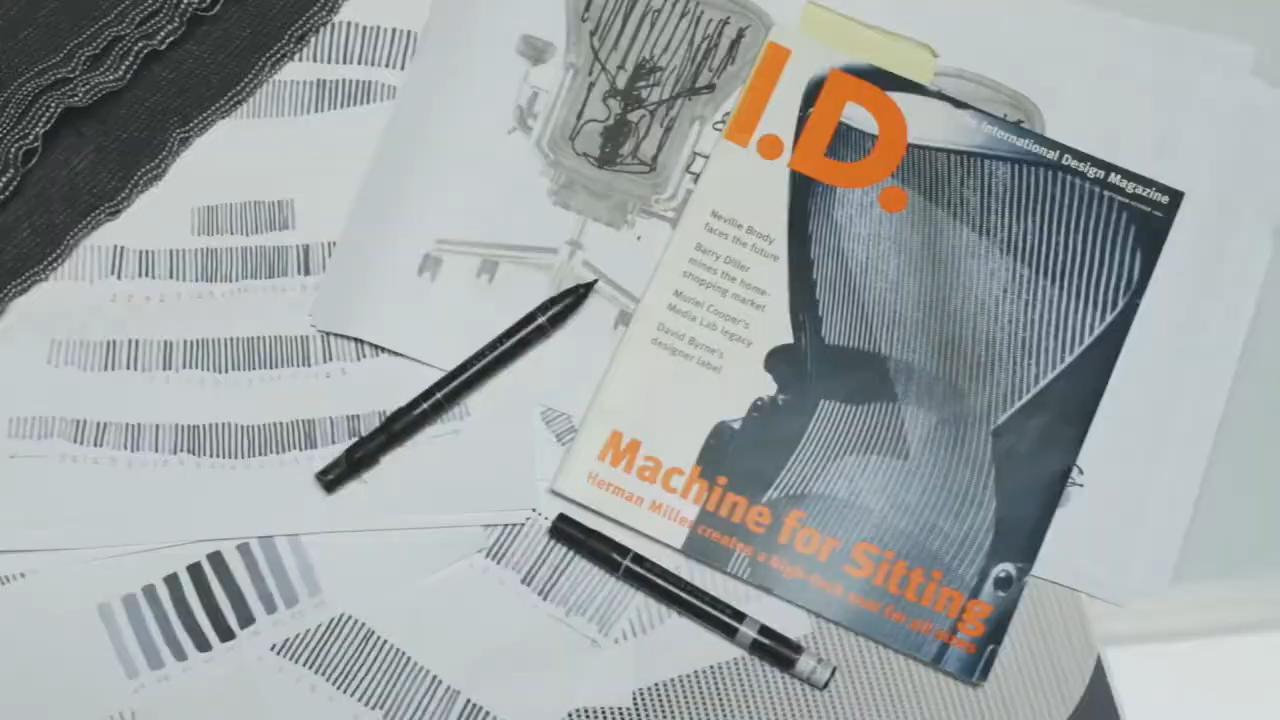 I.D.
The International Design Magazine
Neville Brody
faces the future
Barry Diller
mines the home-
shopping market
Muriel Cooper's
Media Lab legacy
David Byrne's
designer label
Machine for Sitting
Herman Miller creates a high-tech seat for all sizes